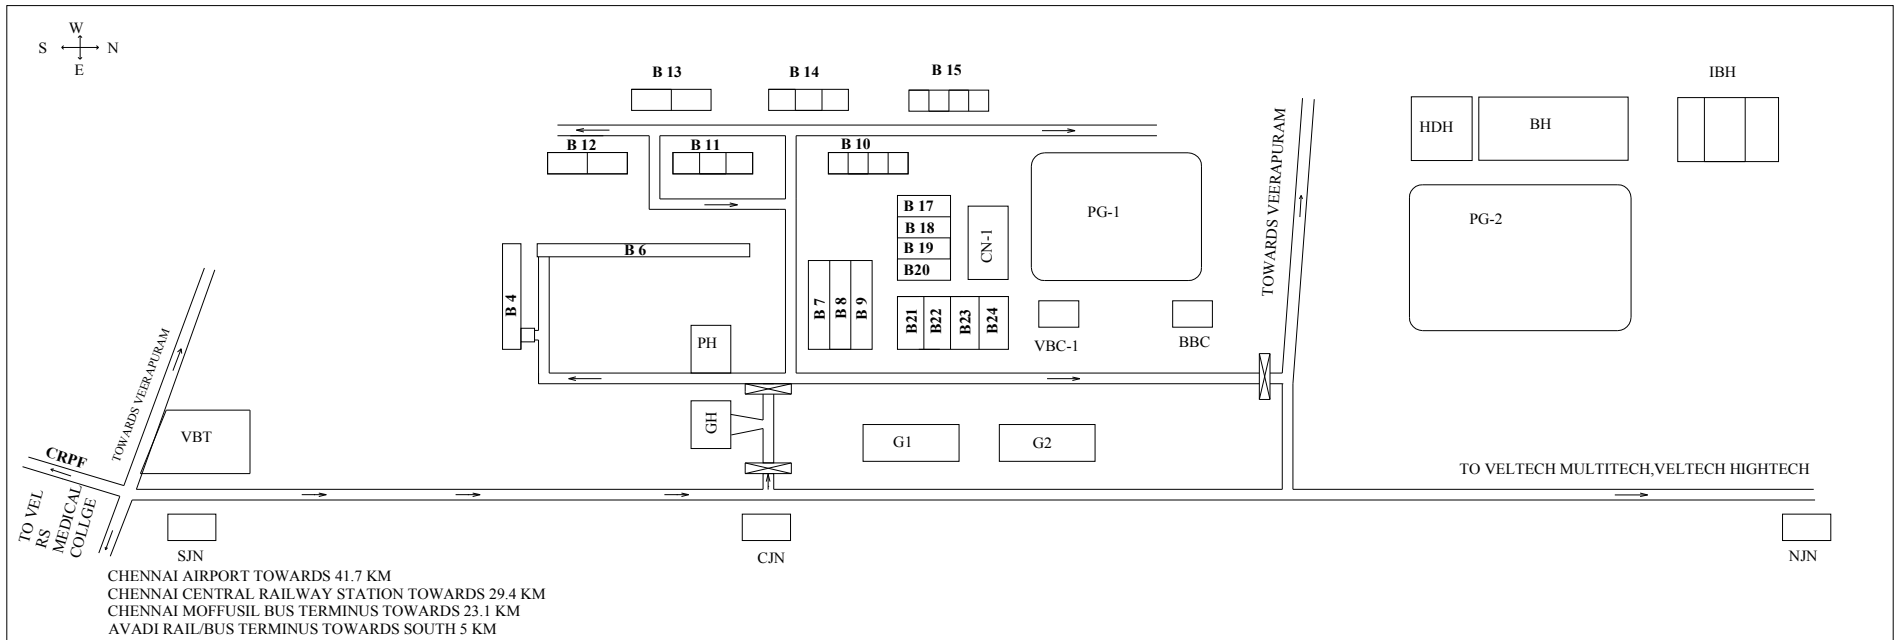 W
S N
E
B 13
B 14
B 15
IBH
HDH
BH
B 12
B 11
B 10
TOWARDS VEERAPURAM
B 17
B 18
B 19
B20
CN-1
PG-1
PG-2
B 6
B 4
B 7
B 8
B 9
B21
B22
B23
B24
PH
VBC-1
BBC
TOWARDS VEERAPURAM
VBT
GH
G1
G2
CRPF
TO VELTECH MULTITECH,VELTECH HIGHTECH
TO VEL
RS
MEDICAL
COLLGE
SJN
CJN
NJN
CHENNAI AIRPORT TOWARDS 41.7 KM
CHENNAI CENTRAL RAILWAY STATION TOWARDS 29.4 KM
CHENNAI MOFFUSIL BUS TERMINUS TOWARDS 23.1 KM
AVADI RAIL/BUS TERMINUS TOWARDS SOUTH 5 KM